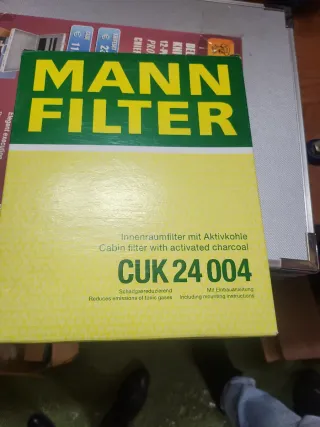 MANN
FILTER
Innenraumfilter mit Aktivkohle
Cabin filter with activated charcoal
CUK 24 004
Schadgasreduzierend
Reduces emissions of toxic gases
Mit Einbauanleitung
Including mounting instructions